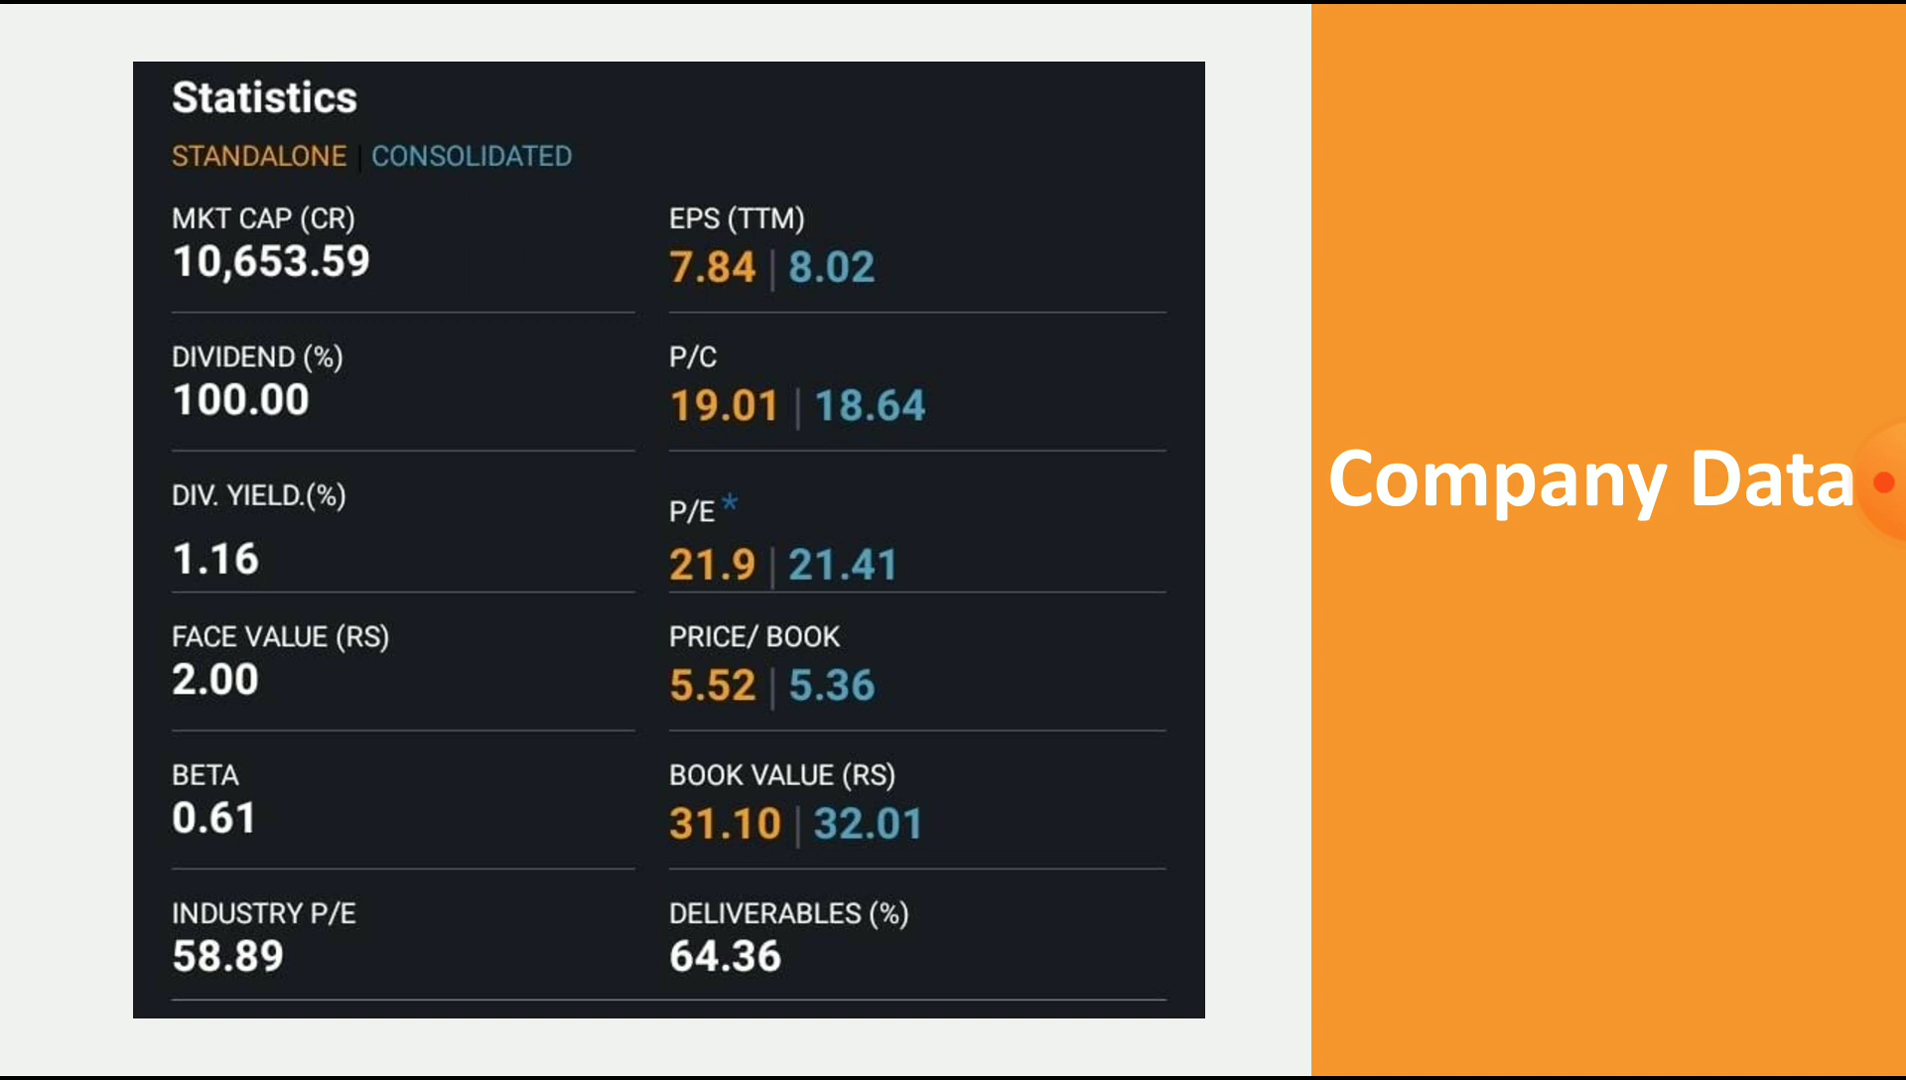 Statistics
STANDALONE | CONSOLIDATED
MKT CAP (CR)
10,653.59
EPS (TTM)
7.84 | 8.02
DIVIDEND (%)
100.00
P/C
19.01 | 18.64
DIV. YIELD.(%)
1.16
P/E *
21.9 | 21.41
FACE VALUE (RS)
2.00
PRICE/ BOOK
5.52 | 5.36
BETA
0.61
BOOK VALUE (RS)
31.10 | 32.01
INDUSTRY P/E
58.89
DELIVERABLES (%)
64.36
Company Data